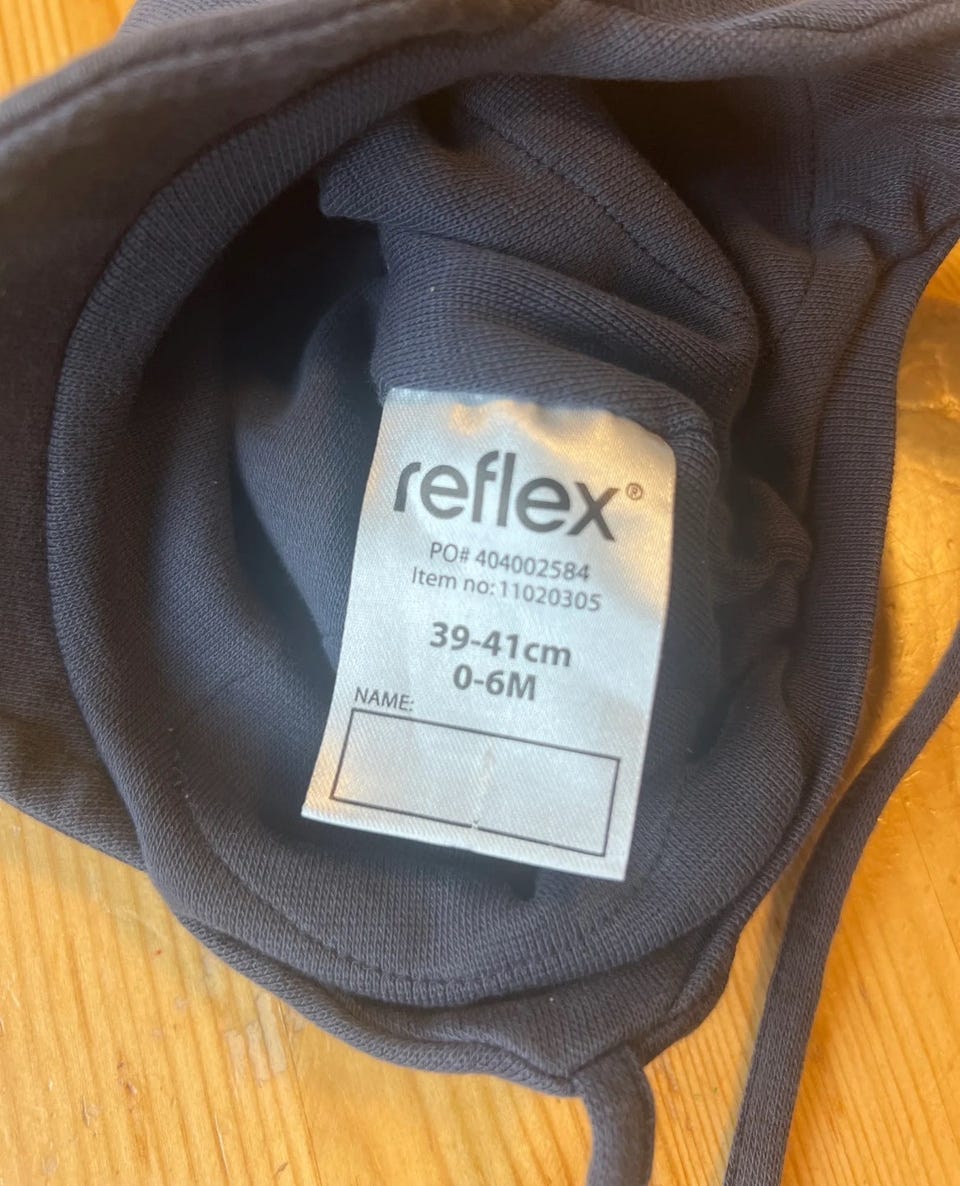 reflex®
PO# 404002584
Item no: 11020305
39-41cm
0-6M
NAME: